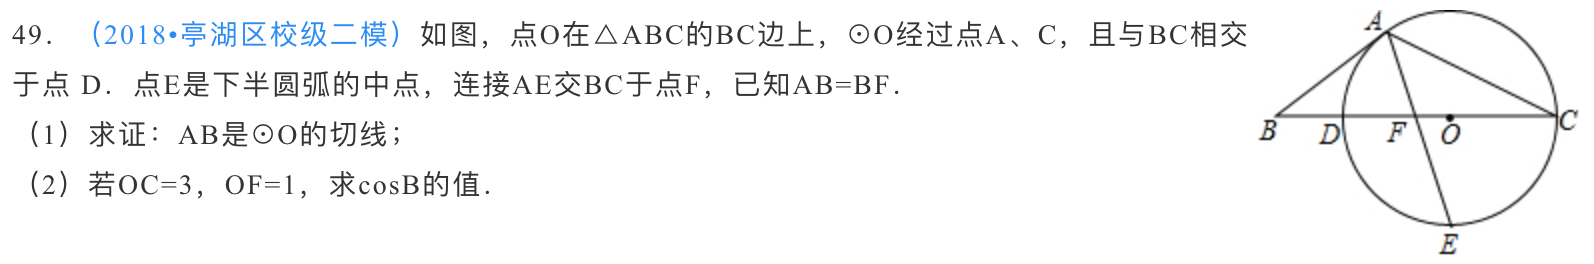 49. （2018•亭湖区校级二模）如图，点O在△ABC的BC边上，⊙O经过点A、C，且与BC相交
于点 D．点E是下半圆弧的中点，连接AE交BC于点F，已知AB=BF．
（1）求证：AB是⊙O的切线；
（2）若OC=3，OF=1，求cosB的值．
A
B
D
F
O
C
E